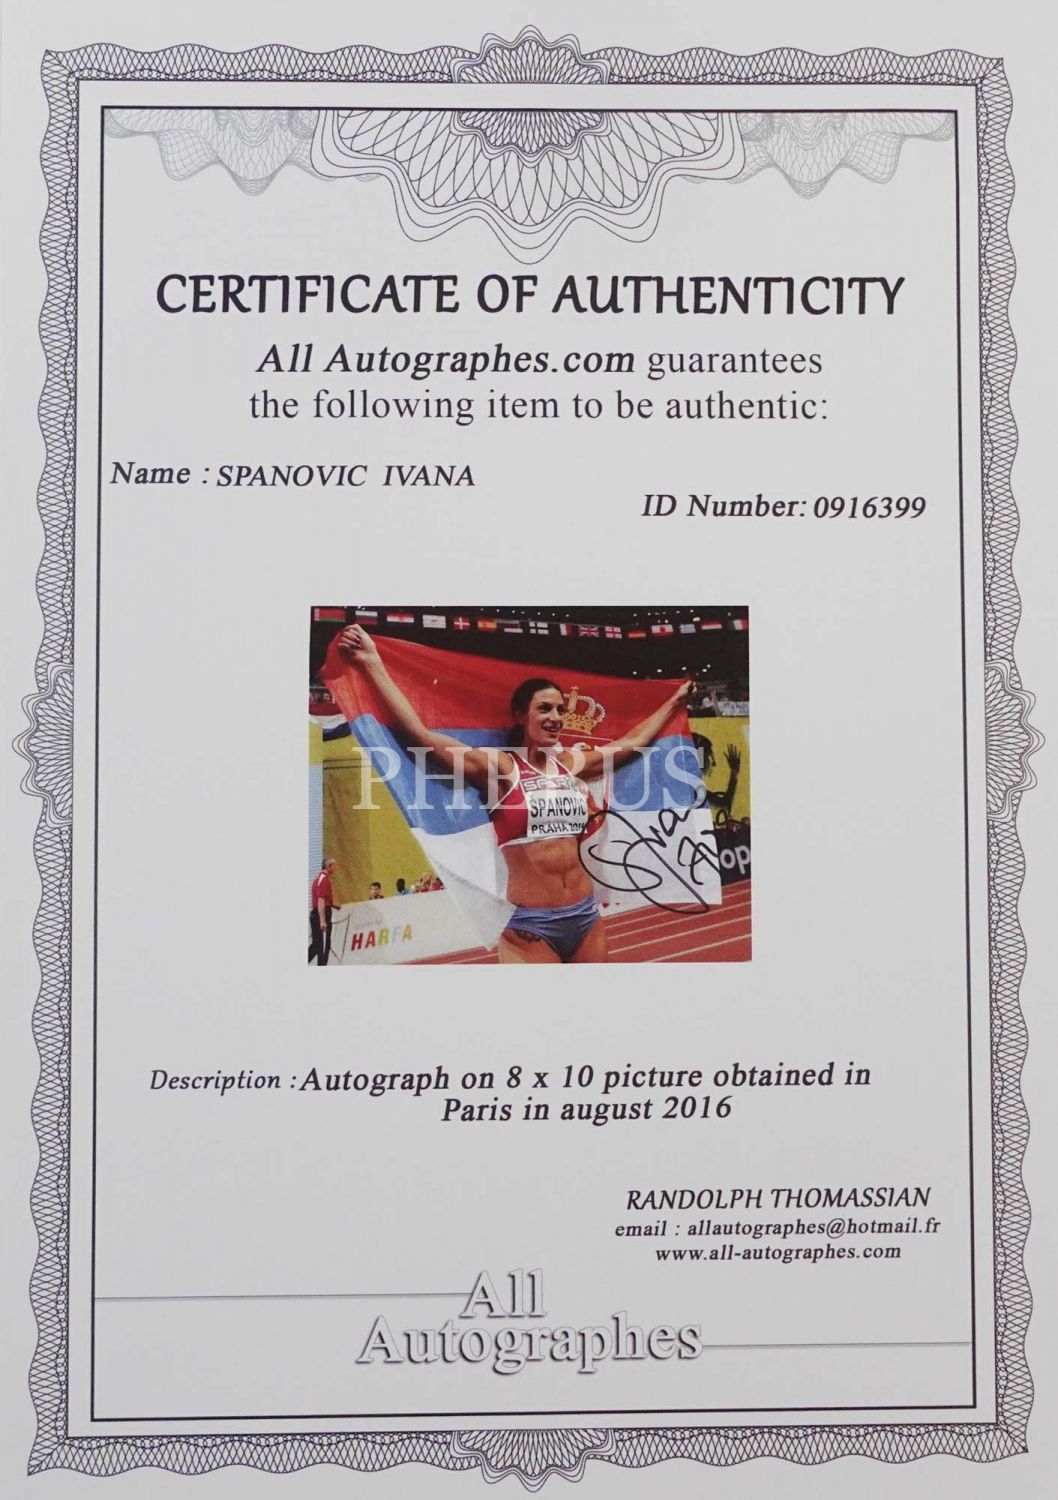 CERTIFICATE OF AUTHENTICITY
All Autographes.com guarantees
the following item to be authentic:
Name : SPANOVIC IVANA
ID Number: 0916399
PHEBUS
ŠPANOVIĆ
PRAHA 2015
HARFA
Description : Autograph on 8 x 10 picture obtained in
Paris in august 2016
RANDOLPH THOMASSIAN
email : allautographes@hotmail.fr
www.all-autographes.com
All
Autographes